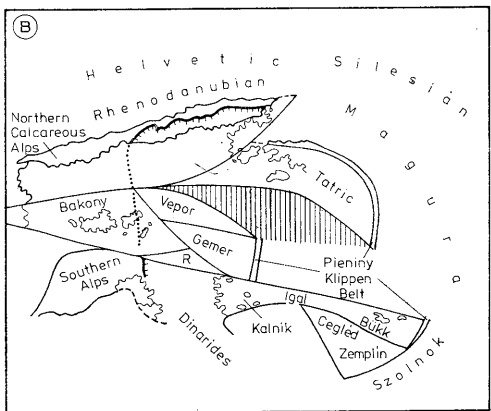 B
Helvetic
Silesian
Rhenodanubian
Magura
Northern
Calcareous
Alps
Tatric
Bakony
Vepor
Gemer
R
Southern
Alps
Pieniny
Klippen
Belt
Igal
Dinarides
Kalnik
Cegléd
Bükk
Zemplin
Szolnok